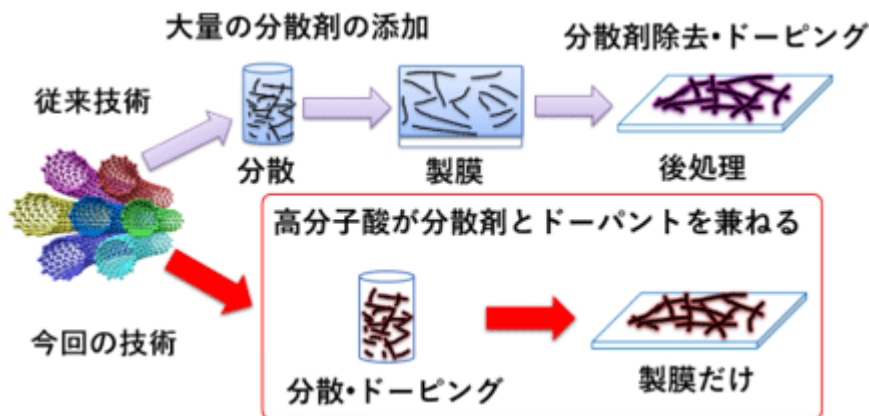 大量の分散剤の添加
分散剤除去・ドーピング
従来技術
分散
製膜
後処理
高分子酸が分散剤とドーパントを兼ねる
今回の技術
分散・ドーピング
製膜だけ